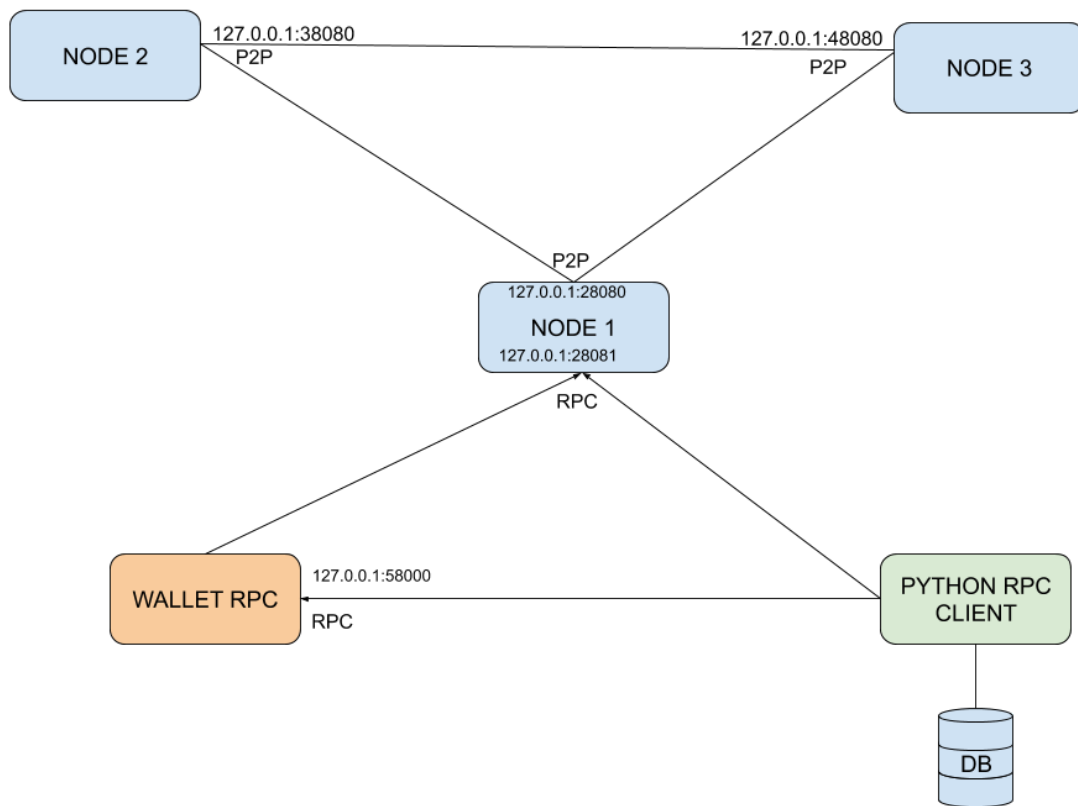 127.0.0.1:38080
127.0.0.1:48080
NODE 2
P2P
P2P
NODE 3
P2P
127.0.0.1:28080
NODE 1
127.0.0.1:28081
RPC
127.0.0.1:58000
WALLET RPC
RPC
PYTHON RPC
CLIENT
DB